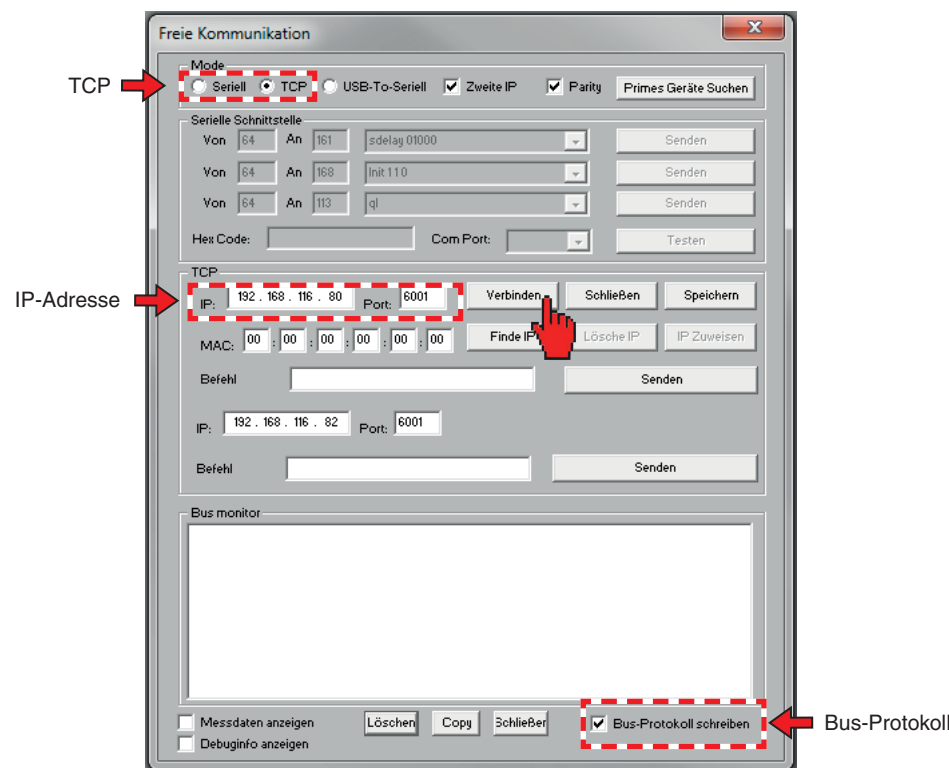 Freie Kommunikation
Mode
TCP
Seriell TCP USB-To-Seriell Zweite IP Parity Primes Geräte Suchen
Serielle Schnittstelle
Von 64 An 161 sdelay 01000 Senden
Von 64 An 168 Init 110 Senden
Von 64 An 113 ql Senden
Hex Code: Com Port: Testen
TCP
IP-Adresse
IP: 192 . 168 . 116 . 80 Port: 6001 Verbinden Schließen Speichern
MAC: 00 : 00 : 00 : 00 : 00 : 00 Finde IP Lösche IP IP Zuweisen
Befehl Senden
IP: 192 . 168 . 116 . 82 Port: 6001
Befehl Senden
Bus monitor
Messdaten anzeigen Löschen Copy Schließer Bus-Protokoll schreiben
Bus-Protokoll
Debuginfo anzeigen